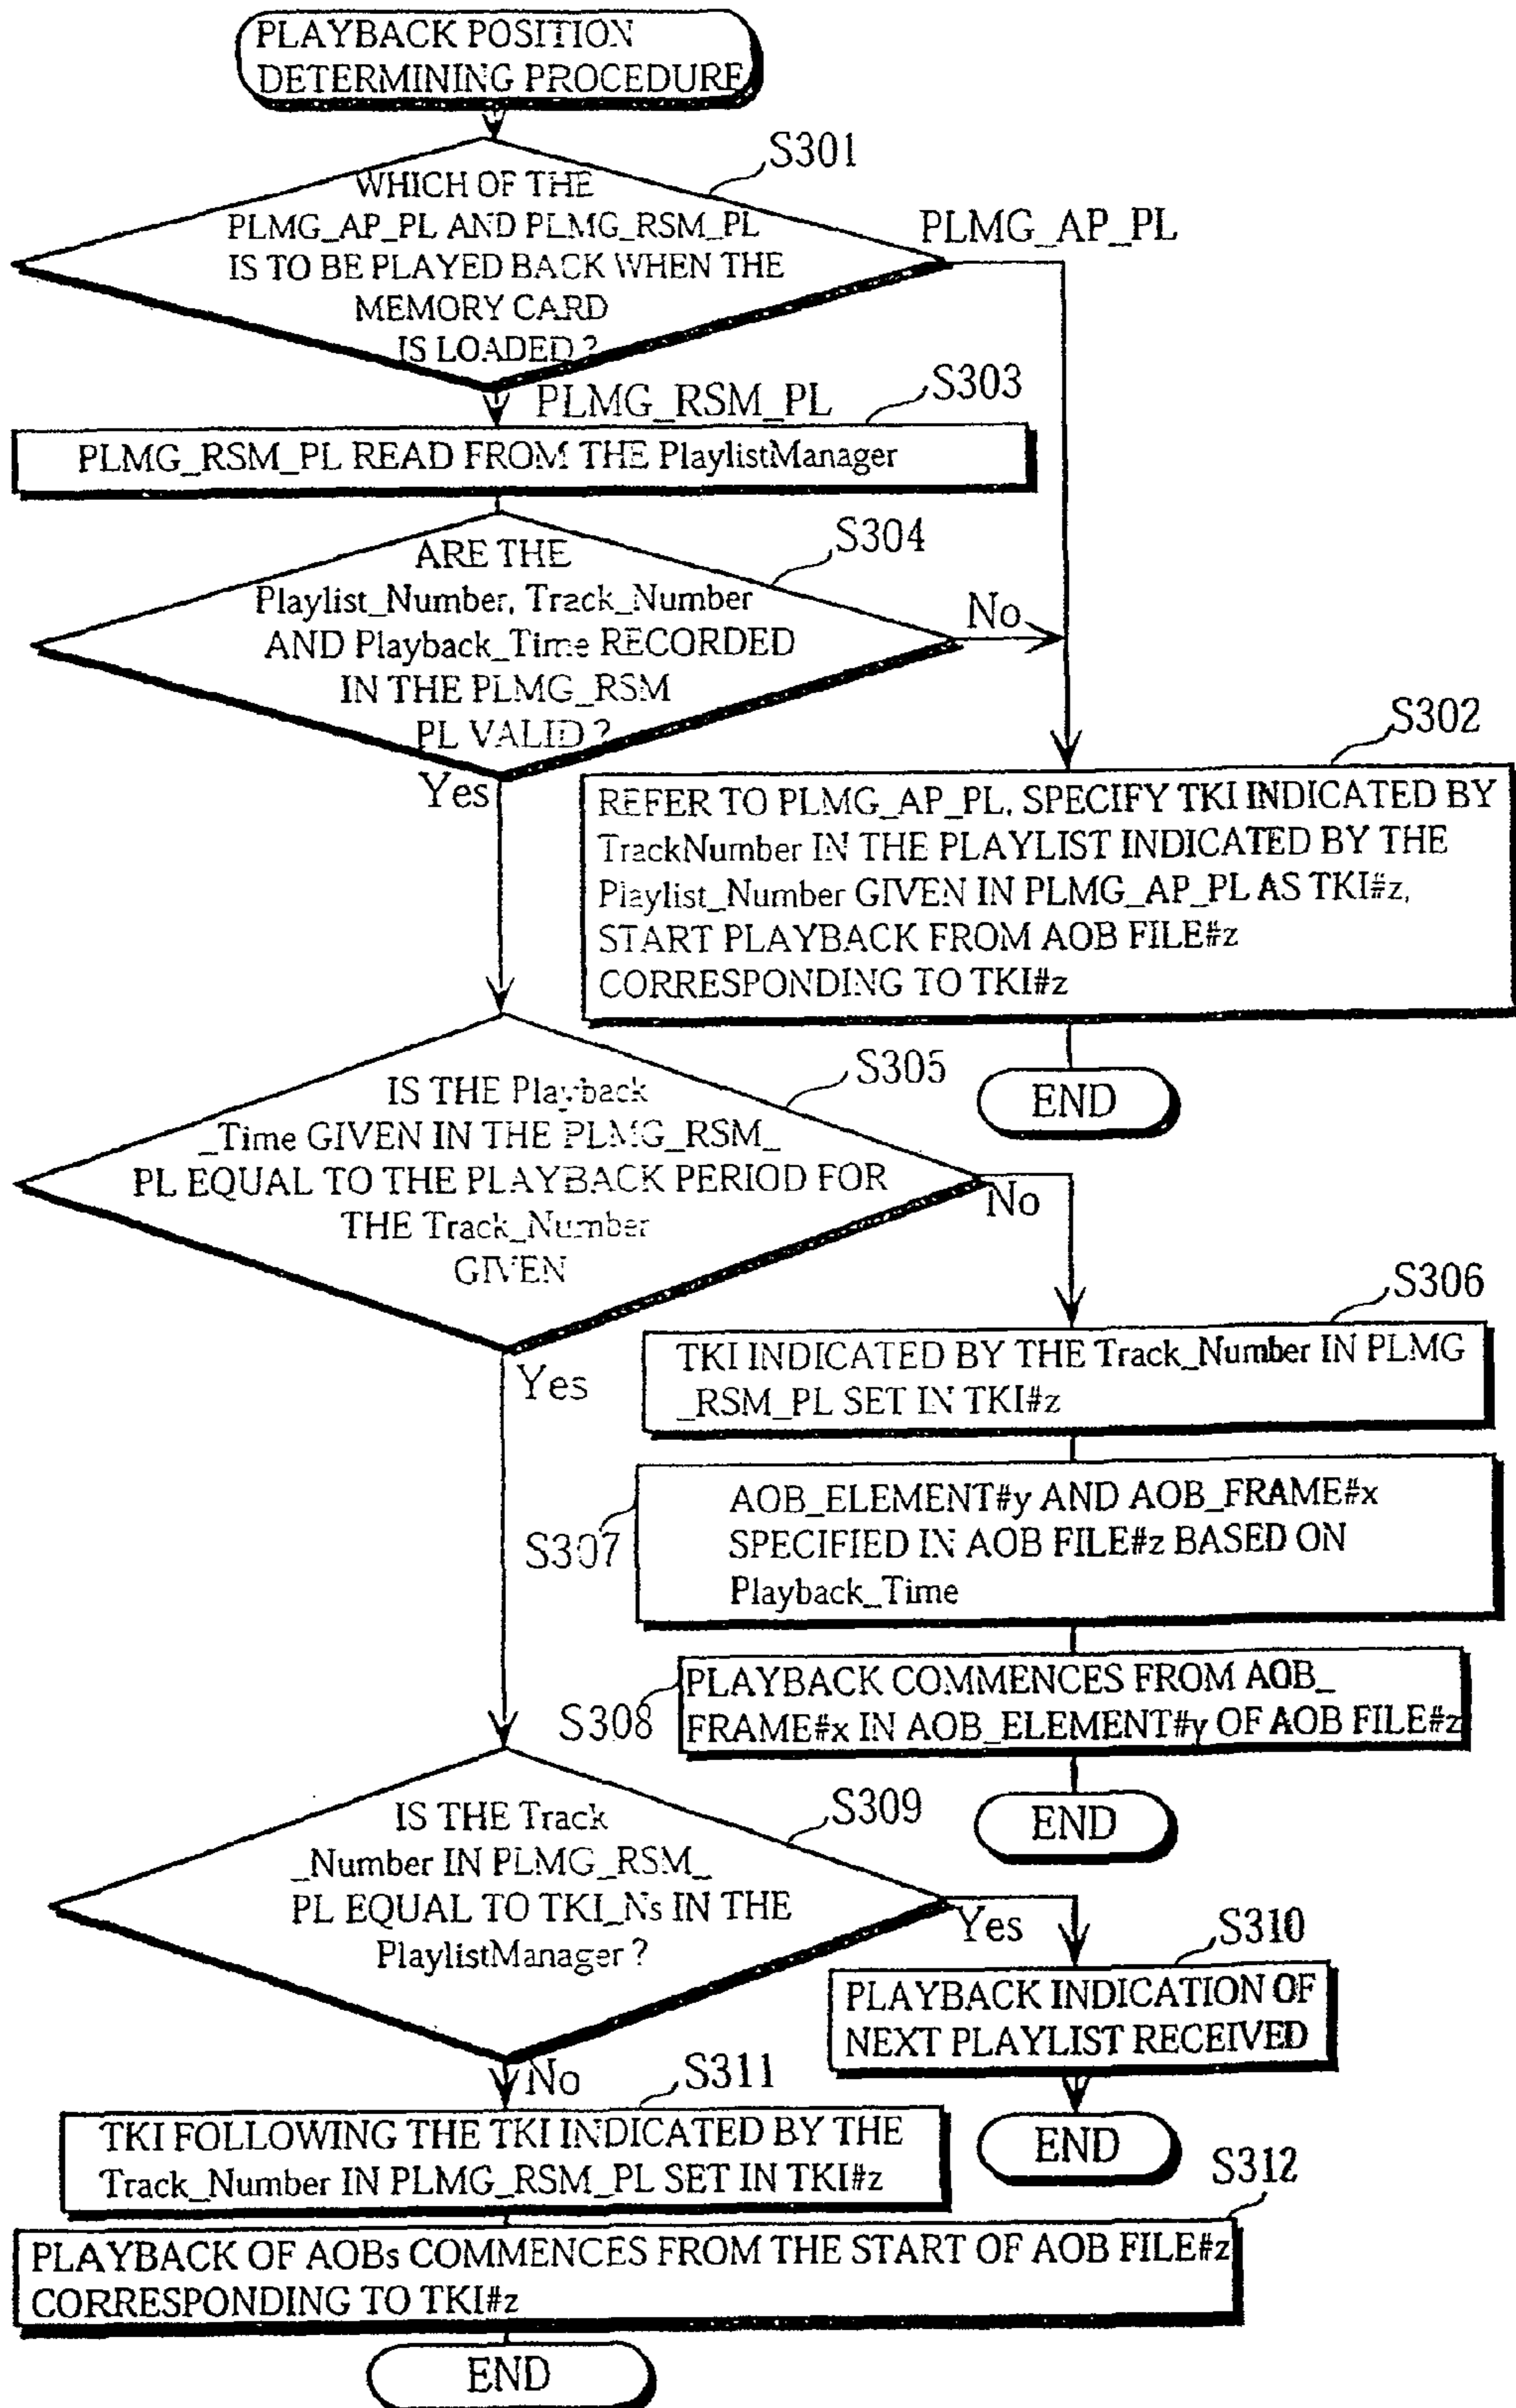 PLAYBACK POSITION
DETERMINING PROCEDURE
S301
WHICH OF THE
PLMG_AP_PL AND PLMG_RSM_PL
IS TO BE PLAYED BACK WHEN THE
MEMORY CARD
IS LOADED ?
PLMG_AP_PL
PLMG_RSM_PL
S303
PLMG_RSM_PL READ FROM THE PlaylistManager
S304
ARE THE
Playlist_Number, Track_Number
AND Playback_Time RECORDED
IN THE PLMG_RSM
PL VALID ?
No
Yes
S302
REFER TO PLMG_AP_PL, SPECIFY TKI INDICATED BY
TrackNumber IN THE PLAYLIST INDICATED BY THE
Playlist_Number GIVEN IN PLMG_AP_PL AS TKI#z,
START PLAYBACK FROM AOB FILE#z
CORRESPONDING TO TKI#z
END
S305
IS THE Playback
_Time GIVEN IN THE PLMG_RSM_
PL EQUAL TO THE PLAYBACK PERIOD FOR
THE Track_Number
GIVEN
No
Yes
S306
TKI INDICATED BY THE Track_Number IN PLMG
_RSM_PL SET IN TKI#z
S307
AOB_ELEMENT#y AND AOB_FRAME#x
SPECIFIED IN AOB FILE#z BASED ON
Playback_Time
S308
PLAYBACK COMMENCES FROM AOB_
FRAME#x IN AOB_ELEMENT#y OF AOB FILE#z
END
S309
IS THE Track
_Number IN PLMG_RSM_
PL EQUAL TO TKI_Ns IN THE
PlaylistManager ?
Yes
S310
PLAYBACK INDICATION OF
NEXT PLAYLIST RECEIVED
END
No
S311
TKI FOLLOWING THE TKI INDICATED BY THE
Track_Number IN PLMG_RSM_PL SET IN TKI#z
S312
PLAYBACK OF AOBs COMMENCES FROM THE START OF AOB FILE#z
CORRESPONDING TO TKI#z
END